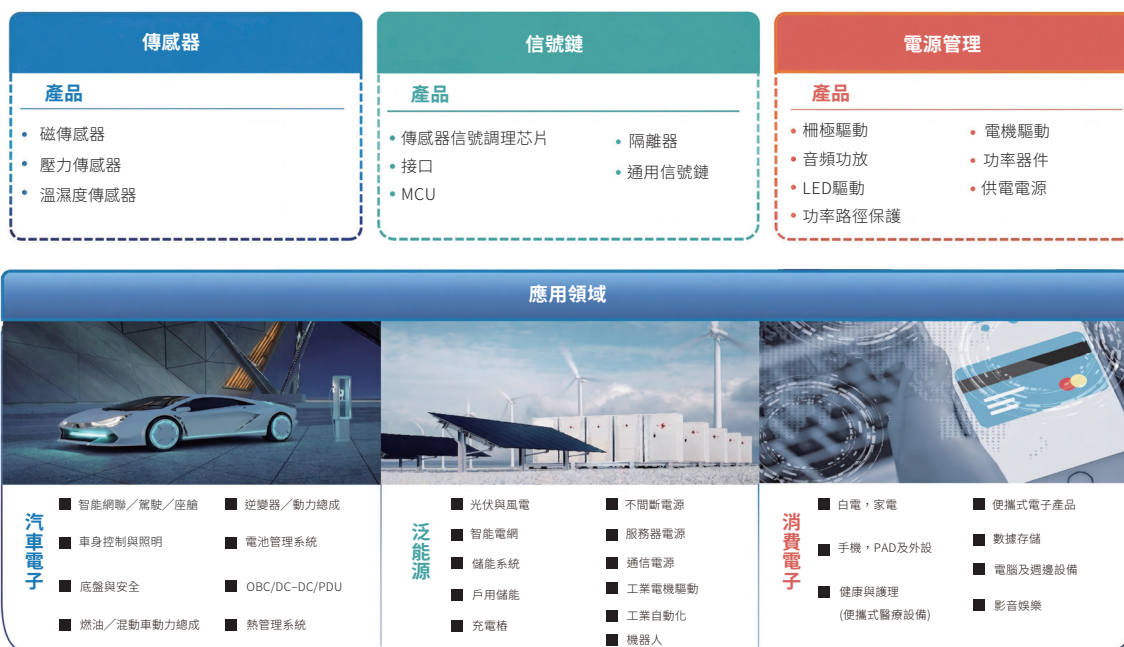 傳感器
產品
• 磁傳感器
• 壓力傳感器
• 溫濕度傳感器
信號鏈
產品
• 傳感器信號調理芯片
• 接口
• MCU
• 隔離器
• 通用信號鏈
電源管理
產品
• 柵極驅動
• 音頻功放
• LED驅動
• 功率路徑保護
• 電機驅動
• 功率器件
• 供電電源
應用領域
汽車電子
■ 智能網聯／駕駛／座艙
■ 車身控制與照明
■ 底盤與安全
■ 燃油／混動車動力總成
■ 逆變器／動力總成
■ 電池管理系統
■ OBC/DC–DC/PDU
■ 熱管理系統
泛能源
■ 光伏與風電
■ 智能電網
■ 儲能系統
■ 戶用儲能
■ 充電樁
■ 不間斷電源
■ 服務器電源
■ 通信電源
■ 工業電機驅動
■ 工業自動化
■ 機器人
消費電子
■ 白電，家電
■ 手機，PAD及外設
■ 健康與護理
(便攜式醫療設備)
■ 便攜式電子產品
■ 數據存儲
■ 電腦及週邊設備
■ 影音娛樂